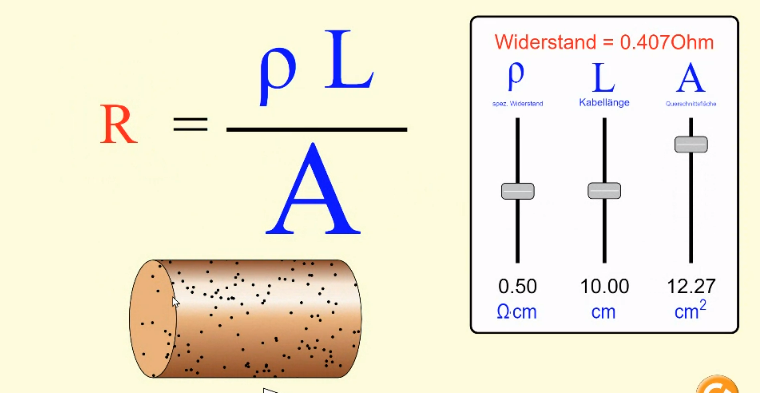 R = ρ L
A
Widerstand = 0.407Ohm
ρ L A
spez. Widerstand Kabellänge Querschnittsfläche
0.50 10.00 12.27
Ω·cm cm cm²